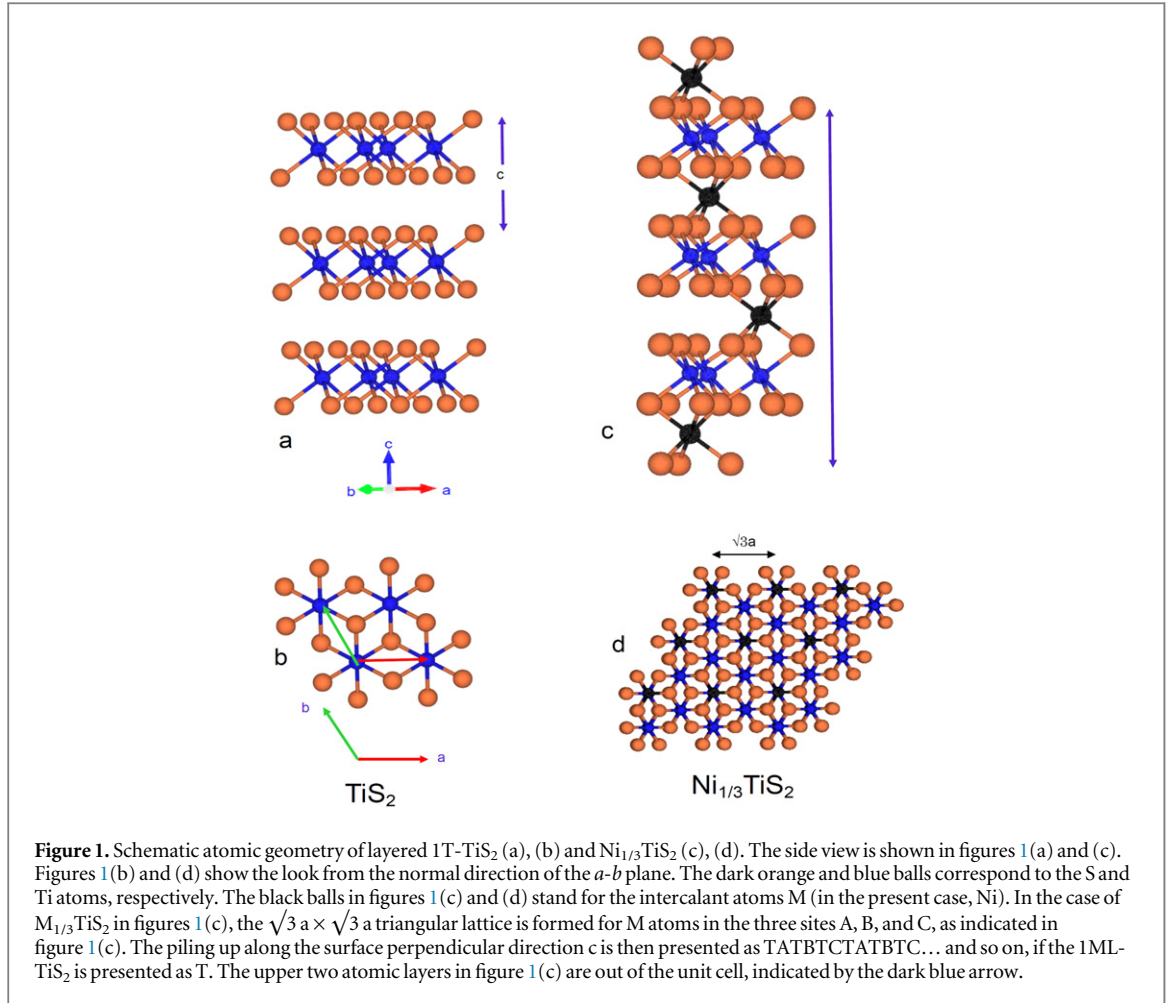 c
a
c
c
b
a
√3a
b
d
b
a
TiS2
Ni1/3TiS2
Figure 1. Schematic atomic geometry of layered 1T-TiS2 (a), (b) and Ni1/3TiS2 (c), (d). The side view is shown in figures 1(a) and (c).
Figures 1(b) and (d) show the look from the normal direction of the a-b plane. The dark orange and blue balls correspond to the S and
Ti atoms, respectively. The black balls in figures 1(c) and (d) stand for the intercalant atoms M (in the present case, Ni). In the case of
M1/3TiS2 in figures 1(c), the √3 a × √3 a triangular lattice is formed for M atoms in the three sites A, B, and C, as indicated in
figure 1(c). The piling up along the surface perpendicular direction c is then presented as TATBTCTATBTC... and so on, if the 1ML-
TiS2 is presented as T. The upper two atomic layers in figure 1(c) are out of the unit cell, indicated by the dark blue arrow.